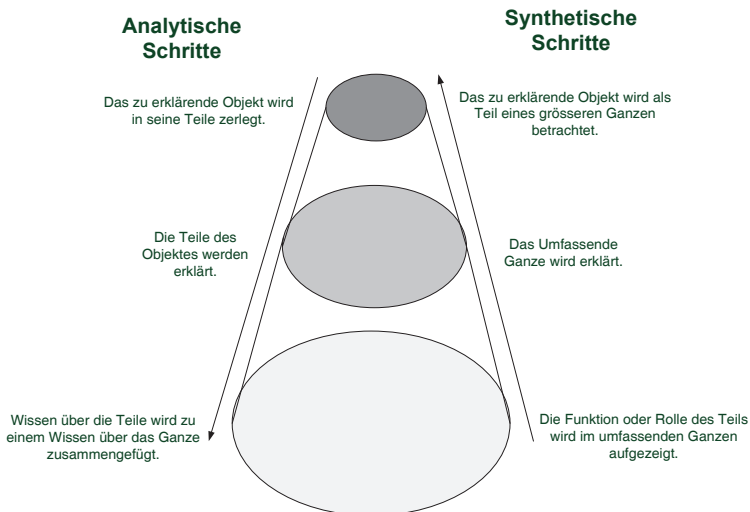 Analytische
Schritte
Synthetische
Schritte
Das zu erklärende Objekt wird
in seine Teile zerlegt.
Das zu erklärende Objekt wird als
Teil eines grösseren Ganzen
betrachtet.
Die Teile des
Objektes werden
erklärt.
Das Umfassende
Ganze wird erklärt.
Wissen über die Teile wird zu
einem Wissen über das Ganze
zusammengefügt.
Die Funktion oder Rolle des Teils
wird im umfassenden Ganzen
aufgezeigt.